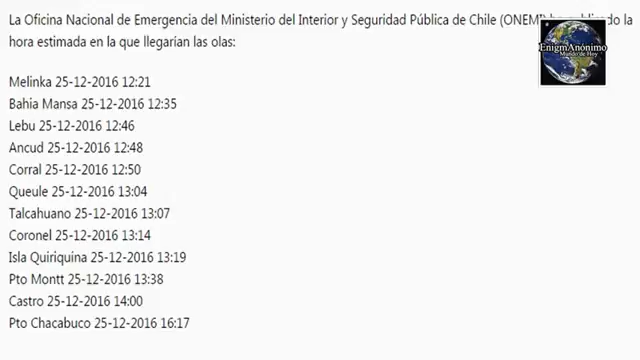 La Oficina Nacional de Emergencia del Ministerio del Interior y Seguridad Pública de Chile (ONEMI) la
hora estimada en la que llegarían las olas:
Melinka 25-12-2016 12:21
Bahia Mansa 25-12-2016 12:35
Lebu 25-12-2016 12:46
Ancud 25-12-2016 12:48
Corral 25-12-2016 12:50
Queule 25-12-2016 13:04
Talcahuano 25-12-2016 13:07
Coronel 25-12-2016 13:14
Isla Quiriquina 25-12-2016 13:19
Pto Montt 25-12-2016 13:38
Castro 25-12-2016 14:00
Pto Chacabuco 25-12-2016 16:17
EnigmAnónimo
Mundo de Hoy